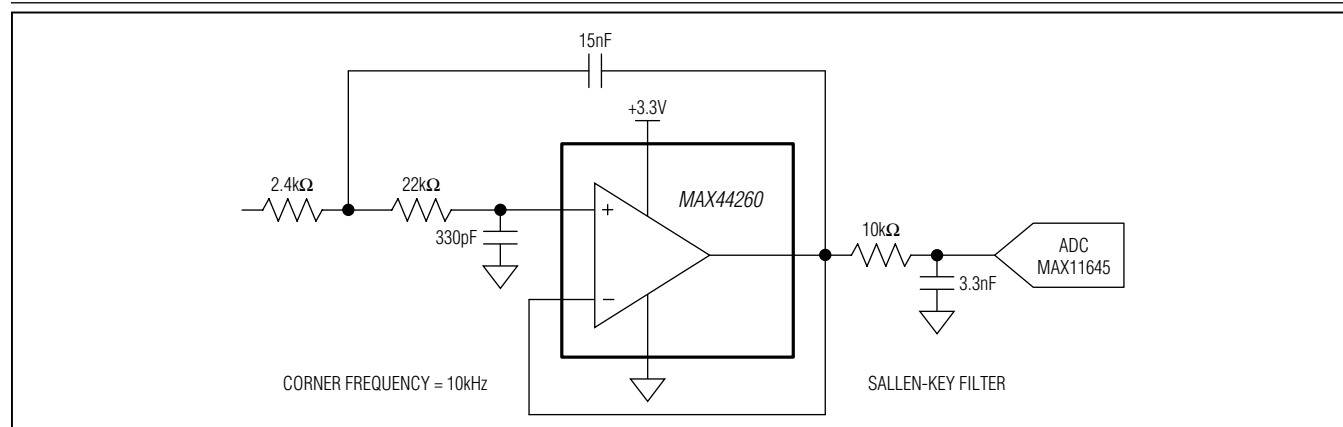 15nF
+3.3V
2.4kΩ
22kΩ
MAX44260
+
330pF
10kΩ
ADC
MAX11645
3.3nF
−
CORNER FREQUENCY = 10kHz
SALLEN-KEY FILTER